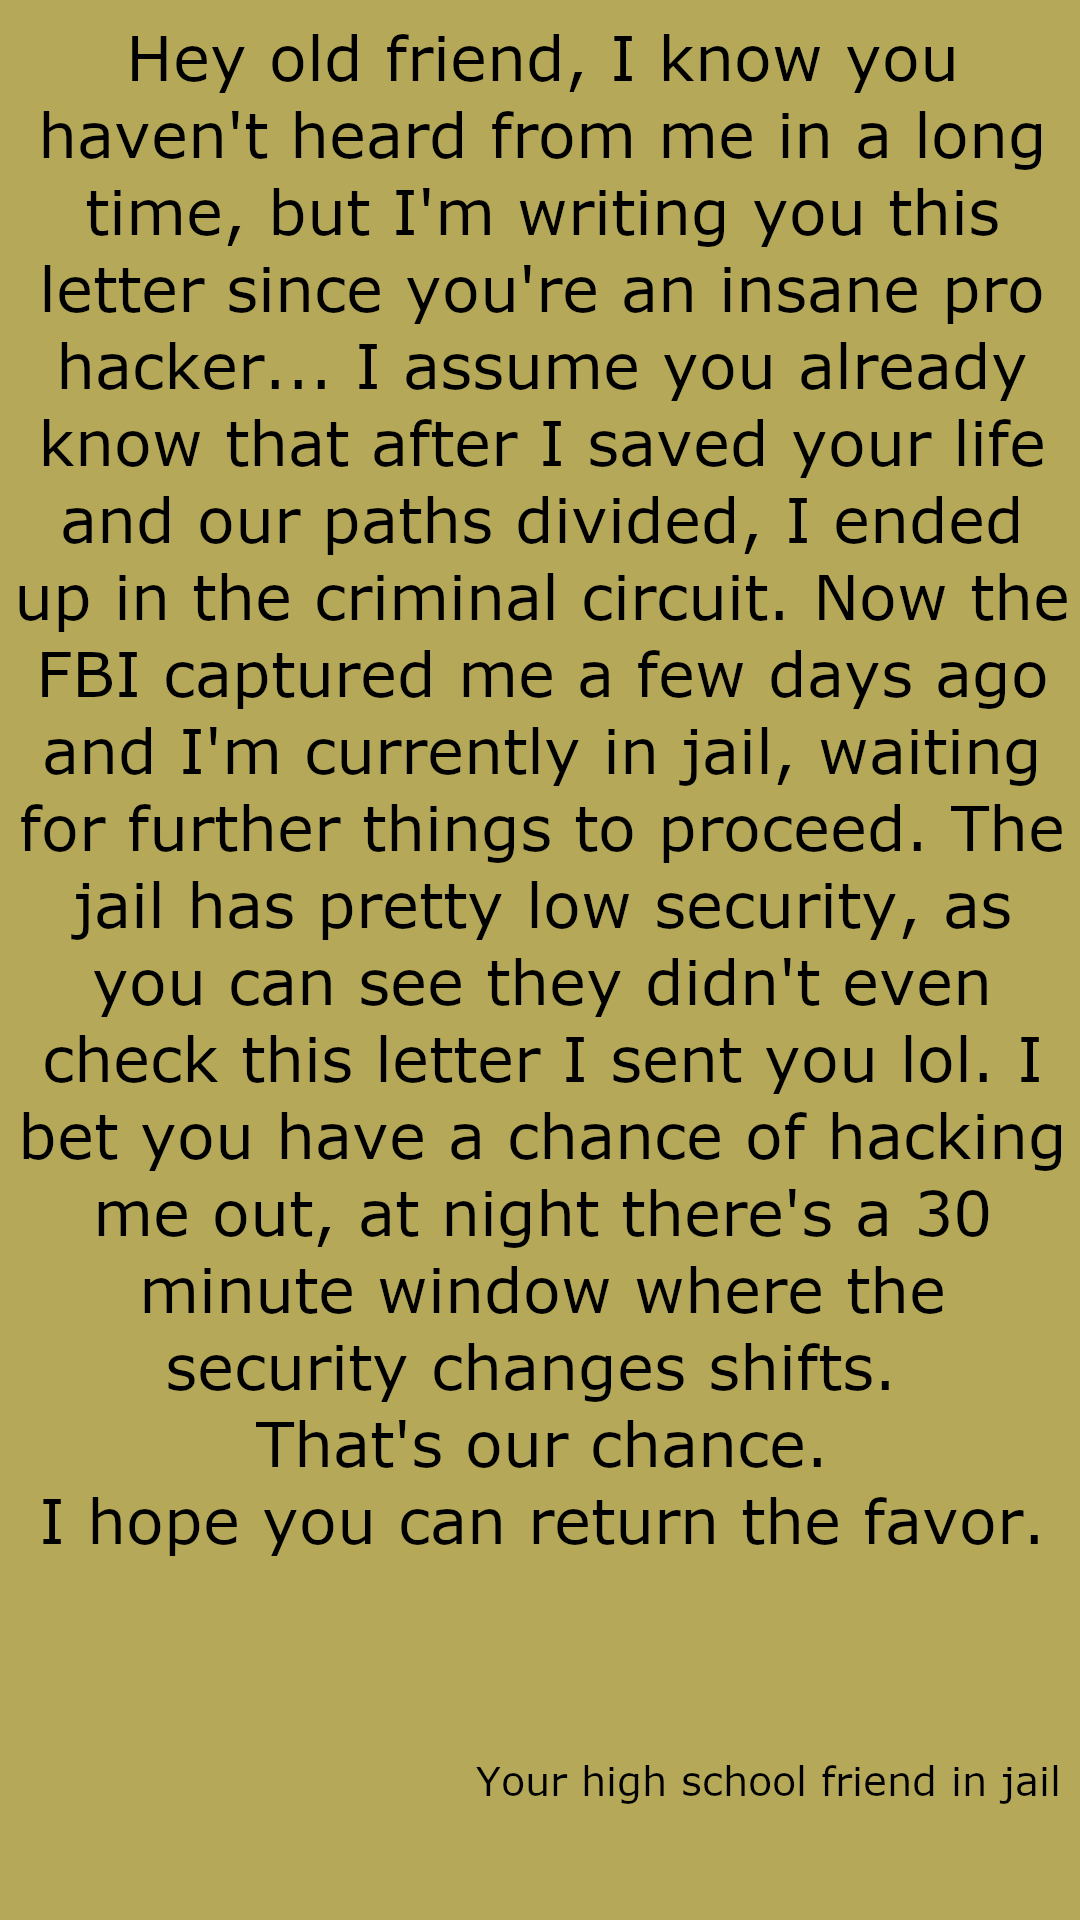 Hey old friend, I know you
haven't heard from me in a long
time, but I'm writing you this
letter since you're an insane pro
hacker... I assume you already
know that after I saved your life
and our paths divided, I ended
up in the criminal circuit. Now the
FBI captured me a few days ago
and I'm currently in jail, waiting
for further things to proceed. The
jail has pretty low security, as
you can see they didn't even
check this letter I sent you lol. I
bet you have a chance of hacking
me out, at night there's a 30
minute window where the
security changes shifts.
That's our chance.
I hope you can return the favor.
Your high school friend in jail